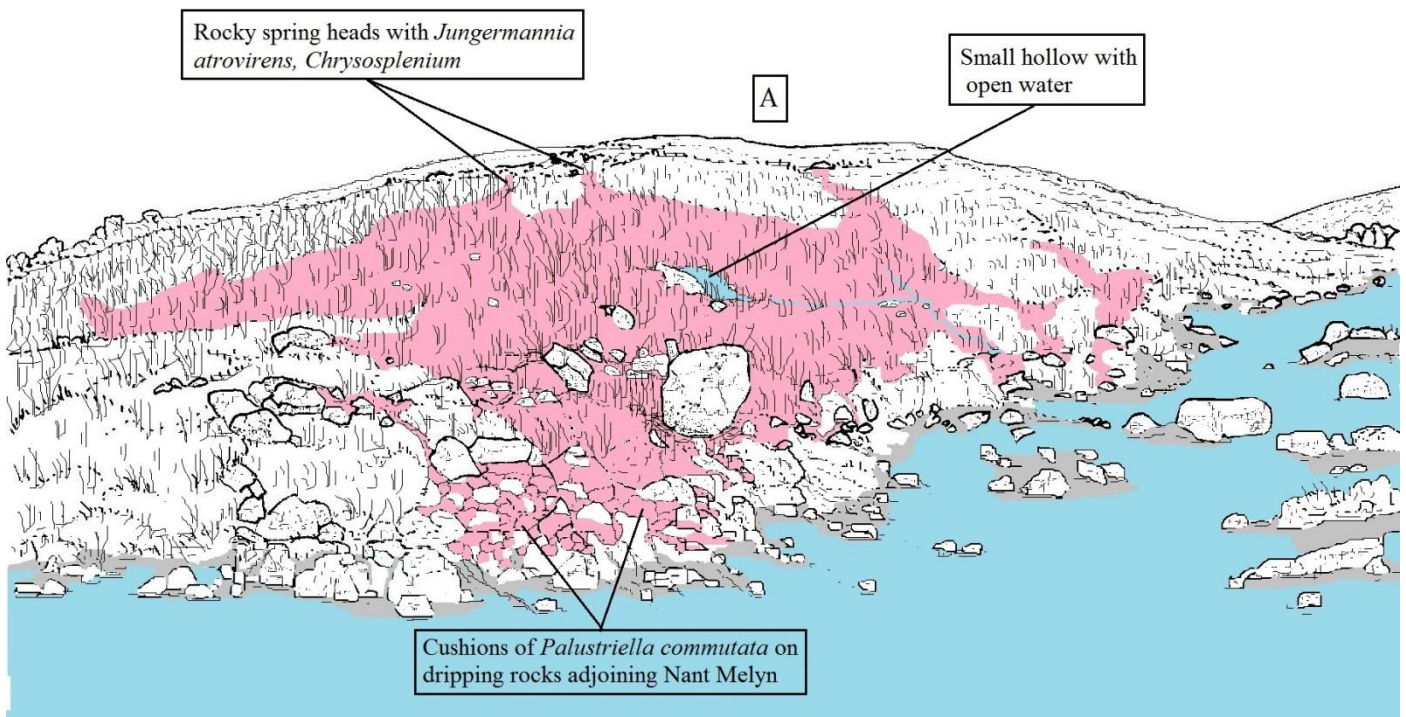 Rocky spring heads with Jungermannia
atrovirens, Chrysosplenium
Small hollow with
open water
A
Cushions of Palustriella commutata on
dripping rocks adjoining Nant Melyn